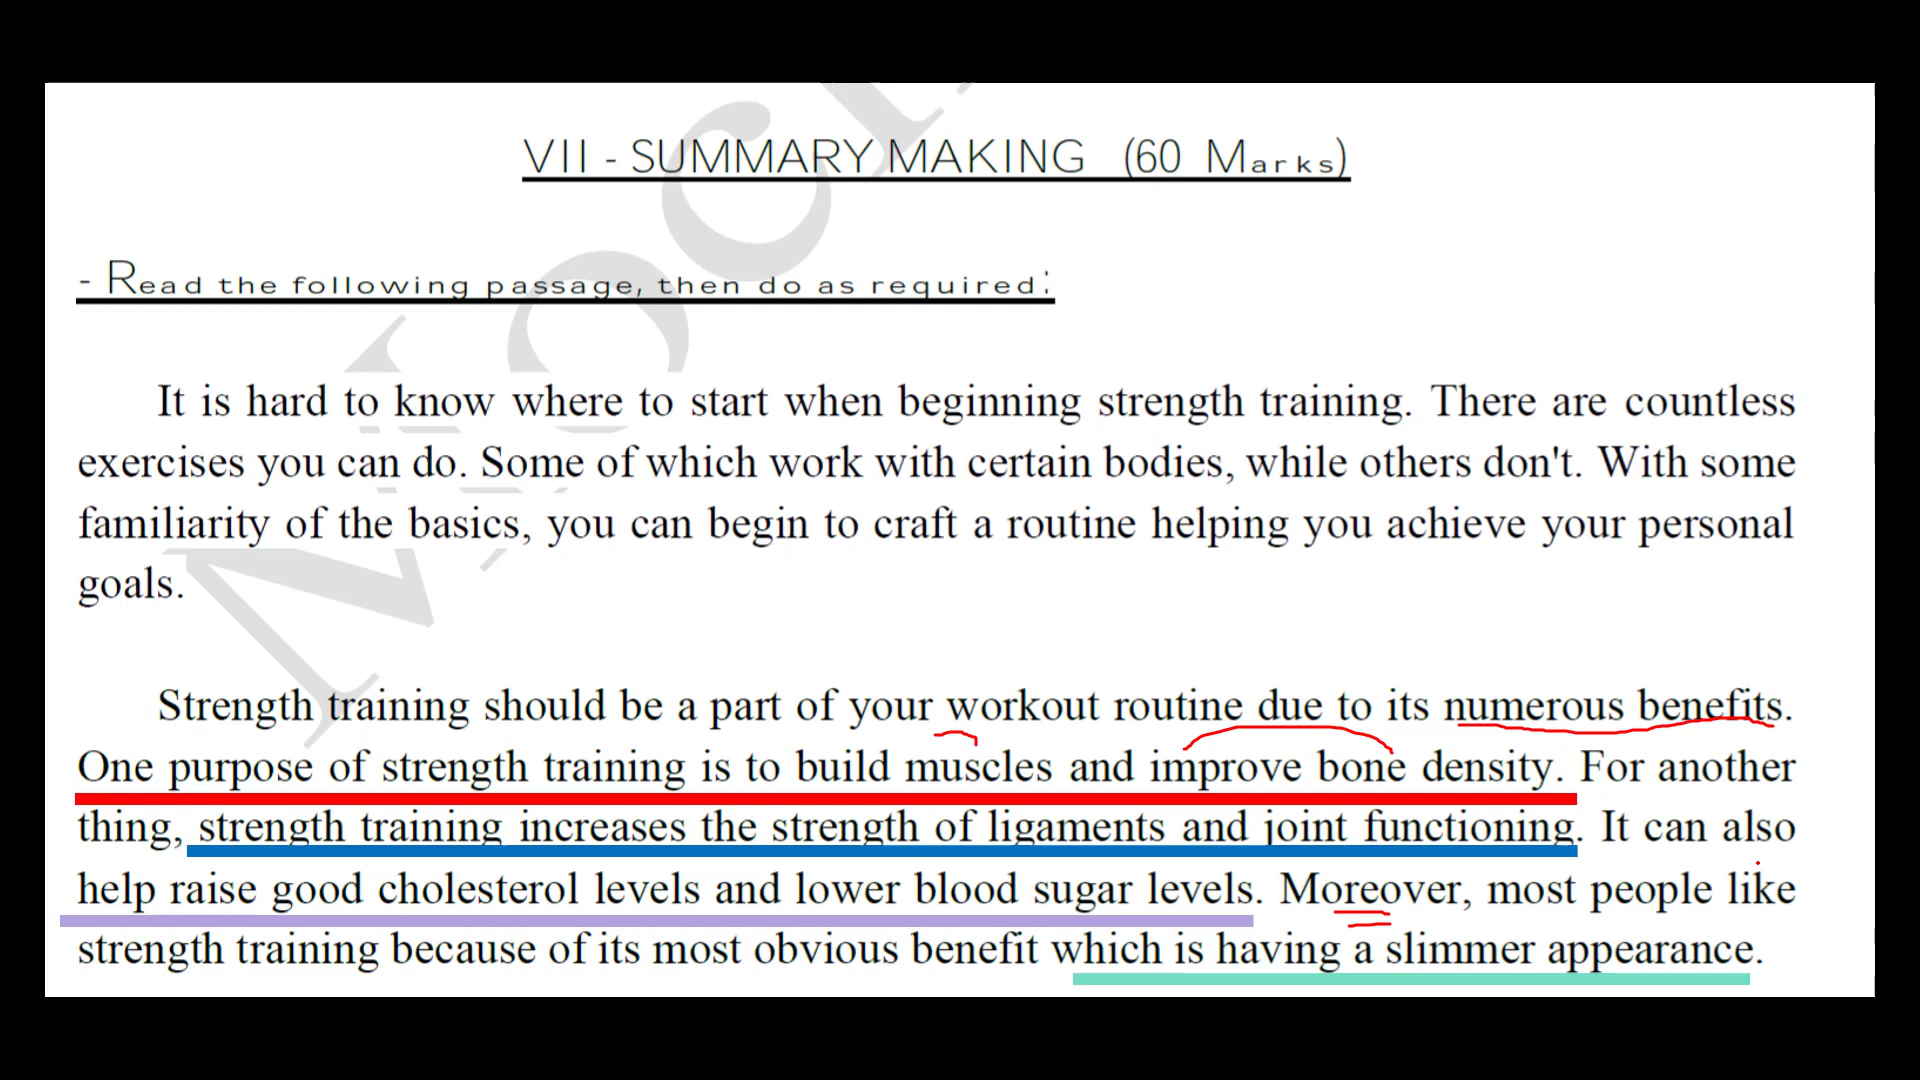 VII - SUMMARY MAKING (60 Marks)
- Read the following passage, then do as required:
It is hard to know where to start when beginning strength training. There are countless
exercises you can do. Some of which work with certain bodies, while others don't. With some
familiarity of the basics, you can begin to craft a routine helping you achieve your personal
goals.
Strength training should be a part of your workout routine due to its numerous benefits.
One purpose of strength training is to build muscles and improve bone density. For another
thing, strength training increases the strength of ligaments and joint functioning. It can also
help raise good cholesterol levels and lower blood sugar levels. Moreover, most people like
strength training because of its most obvious benefit which is having a slimmer appearance.